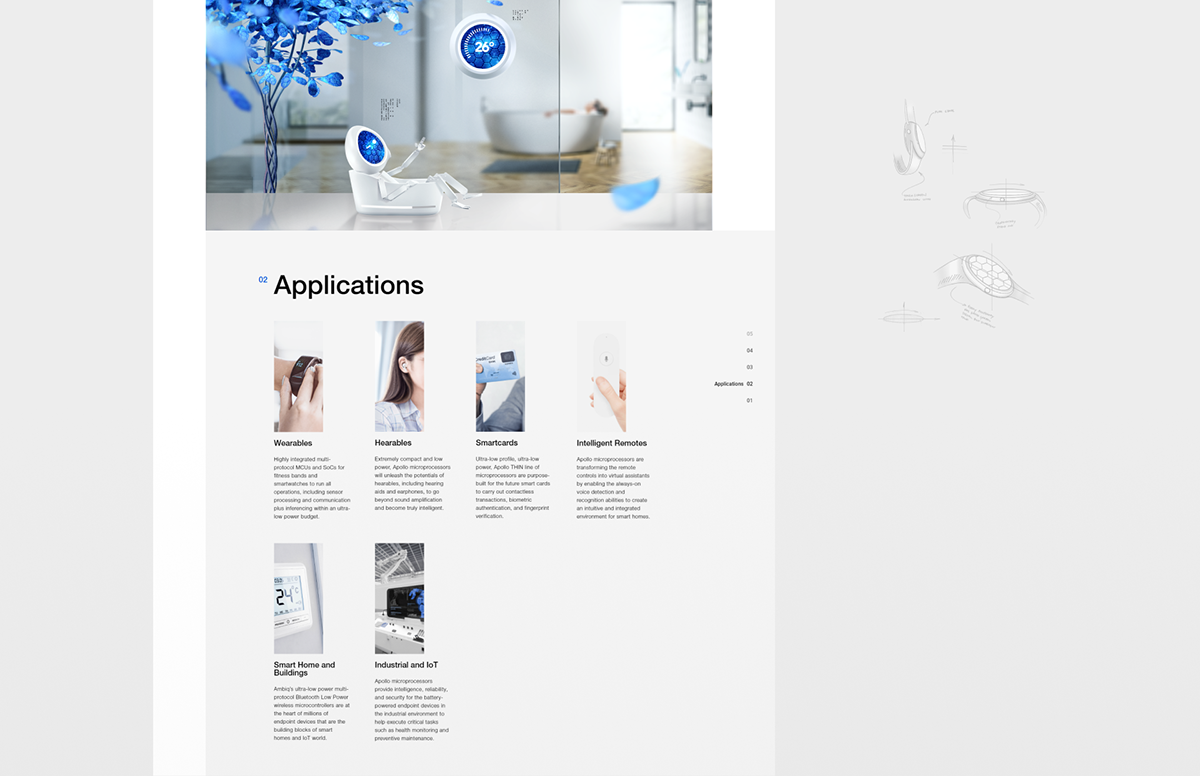 26°
02 Applications
05
04
03
Applications 02
01
Wearables
Highly integrated multi-
protocol MCUs and SoCs for
fitness bands and
smartwatches to run all
operations, including sensor
processing and communication
plus inferencing within an ultra-
low power budget.
Hearables
Extremely compact and low
power, Apollo microprocessors
will unleash the potentials of
hearables, including hearing
aids and earphones, to go
beyond sound amplification
and become truly intelligent.
Smartcards
Ultra-low profile, ultra-low
power, Apollo THIN line of
microprocessors are purpose-
built for the future smart cards
to carry out contactless
transactions, biometric
authentication, and fingerprint
verification.
Intelligent Remotes
Apollo microprocessors are
transforming the remote
controls into virtual assistants
by enabling the always-on
voice detection and
recognition abilities to create
an intuitive and integrated
environment for smart homes.
24°c
Smart Home and
Buildings
Ambiq's ultra-low power multi-
protocol Bluetooth Low Power
wireless microcontrollers are at
the heart of millions of
endpoint devices that are the
building blocks of smart
homes and IoT world.
Industrial and IoT
Apollo microprocessors
provide intelligence, reliability,
and security for the battery-
powered endpoint devices in
the industrial environment to
help execute critical tasks
such as health monitoring and
preventive maintenance.